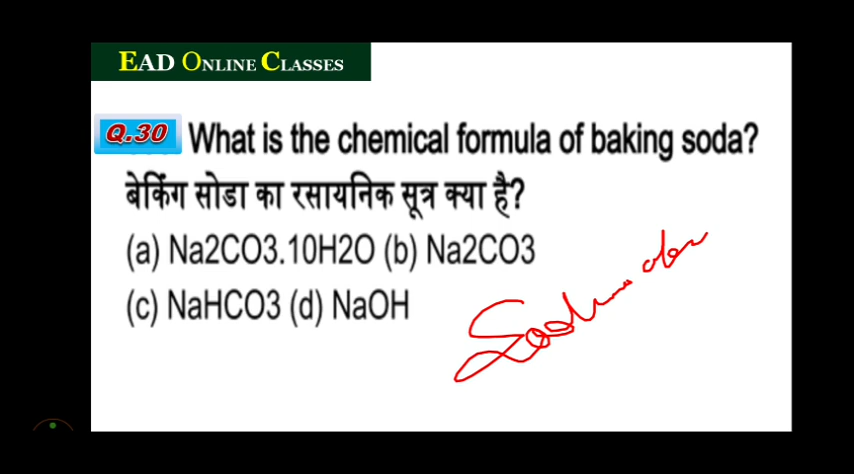 EAD ONLINE CLASSES
Q.30 What is the chemical formula of baking soda?
बेकिंग सोडा का रसायनिक सूत्र क्या है?
(a) Na2CO3.10H2O (b) Na2CO3
(c) NaHCO3 (d) NaOH